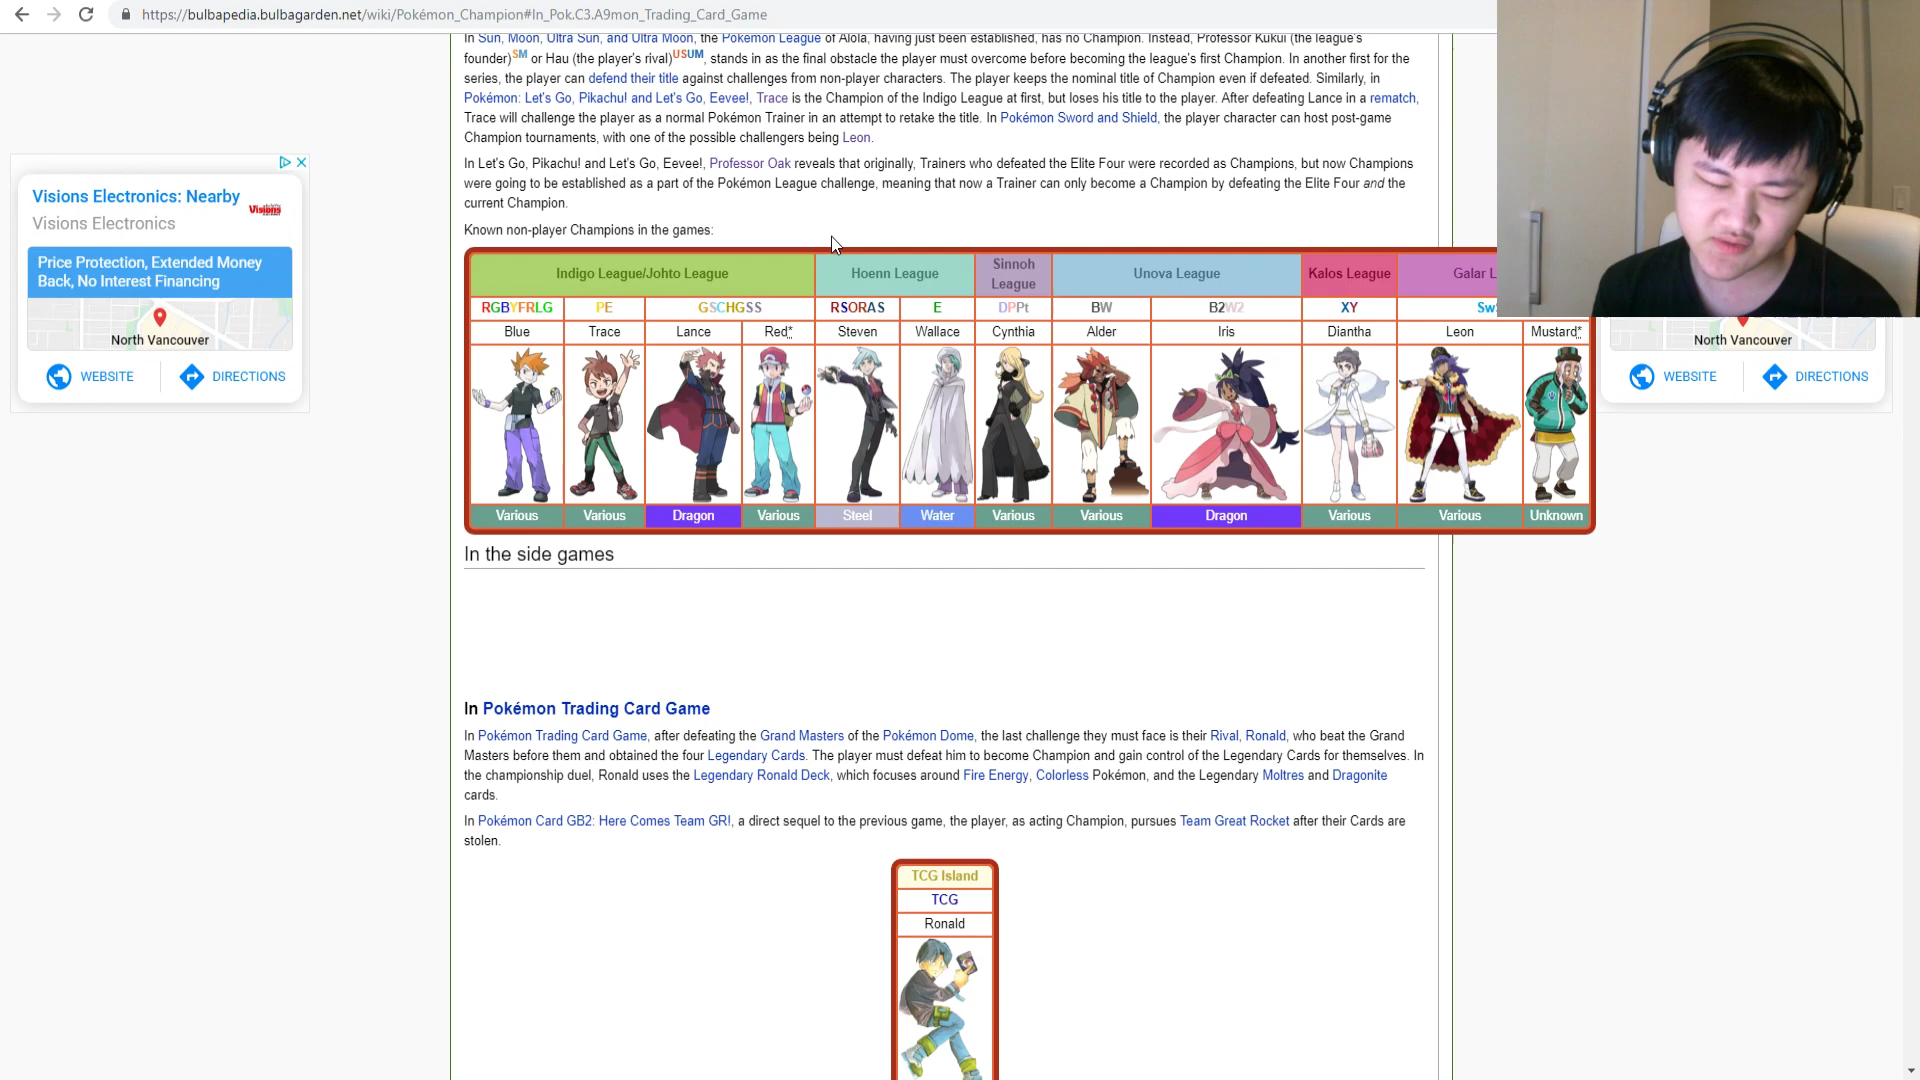 https://bulbapedia.bulbagarden.net/wiki/Pokémon_Champion#In_Pok.C3.A9mon_Trading_Card_Game
In Sun, Moon, Ultra Sun, and Ultra Moon, the Pokémon League of Alola, having just been established, has no Champion. Instead, Professor Kukui (the league's
founder)SM or Hau (the player's rival)USUM, stands in as the final obstacle the player must overcome before becoming the league's first Champion. In another first for the
series, the player can defend their title against challenges from non-player characters. The player keeps the nominal title of Champion even if defeated. Similarly, in
Pokémon: Let's Go, Pikachu! and Let's Go, Eevee!, Trace is the Champion of the Indigo League at first, but loses his title to the player. After defeating Lance in a rematch,
Trace will challenge the player as a normal Pokémon Trainer in an attempt to retake the title. In Pokémon Sword and Shield, the player character can host post-game
Champion tournaments, with one of the possible challengers being Leon.
In Let's Go, Pikachu! and Let's Go, Eevee!, Professor Oak reveals that originally, Trainers who defeated the Elite Four were recorded as Champions, but now Champions
were going to be established as a part of the Pokémon League challenge, meaning that now a Trainer can only become a Champion by defeating the Elite Four and the
current Champion.
Known non-player Champions in the games:
Visions Electronics: Nearby
Visions
Visions Electronics
Price Protection, Extended Money
Back, No Interest Financing
North Vancouver
WEBSITE DIRECTIONS
Indigo League/Johto League Hoenn League Sinnoh League Unova League Kalos League Galar L
RGBYFRLG PE GSCHGSS RSORAS E DPPt BW B2W2 XY Sw
Blue Trace Lance Red* Steven Wallace Cynthia Alder Iris Diantha Leon Mustard*
Various Various Dragon Various Steel Water Various Various Dragon Various Various Unknown
North Vancouver
WEBSITE DIRECTIONS
In the side games
In Pokémon Trading Card Game
In Pokémon Trading Card Game, after defeating the Grand Masters of the Pokémon Dome, the last challenge they must face is their Rival, Ronald, who beat the Grand
Masters before them and obtained the four Legendary Cards. The player must defeat him to become Champion and gain control of the Legendary Cards for themselves. In
the championship duel, Ronald uses the Legendary Ronald Deck, which focuses around Fire Energy, Colorless Pokémon, and the Legendary Moltres and Dragonite
cards.
In Pokémon Card GB2: Here Comes Team GR!, a direct sequel to the previous game, the player, as acting Champion, pursues Team Great Rocket after their Cards are
stolen.
TCG Island
TCG
Ronald